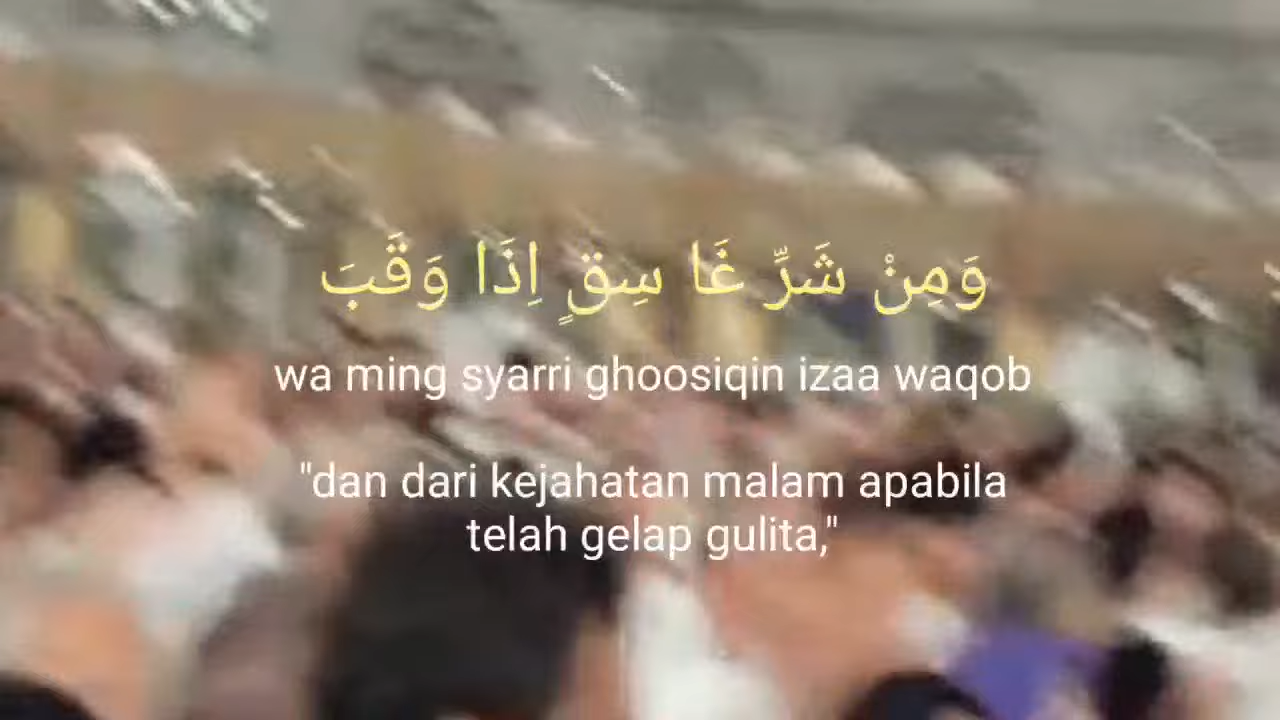 وَمِنْ شَرِّ غَا سِقٍ اِذَا وَقَبَ
wa ming syarri ghoosiqin izaa waqob
"dan dari kejahatan malam apabila
telah gelap gulita,"